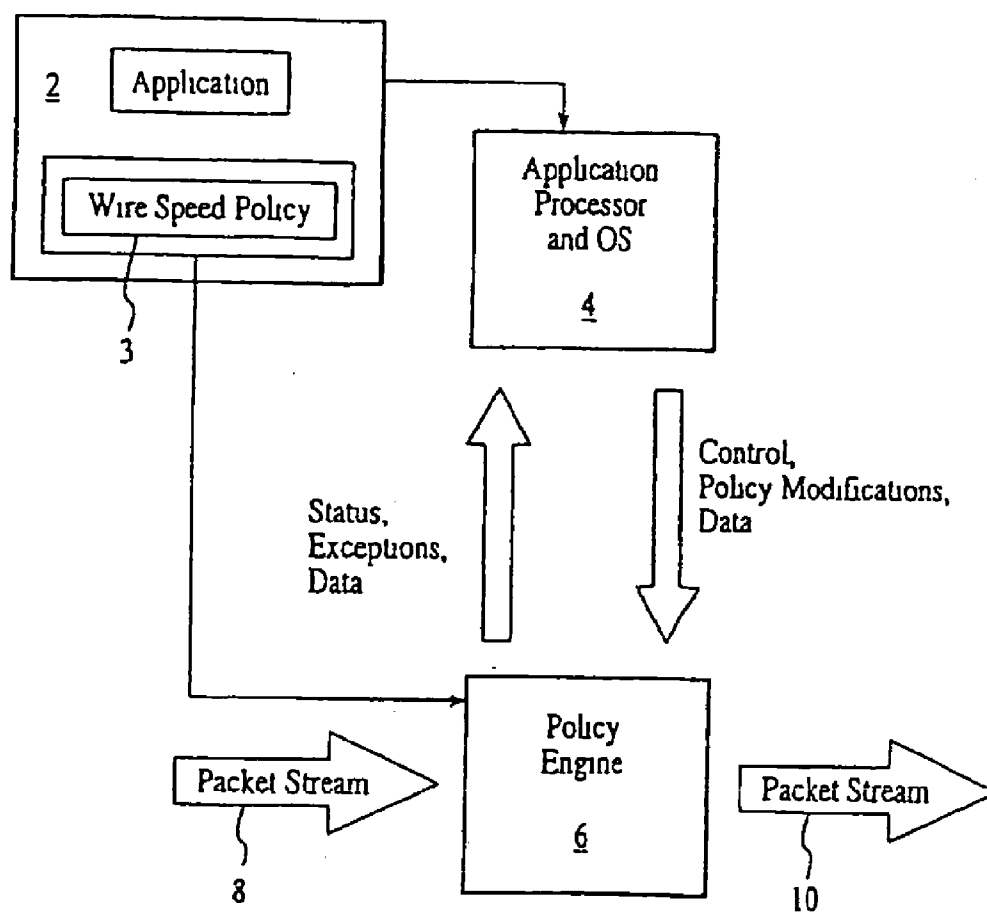 2
Application
Wire Speed Policy
3
Application
Processor
and OS
4
Status,
Exceptions,
Data
Control,
Policy Modifications,
Data
Packet Stream
8
Policy
Engine
6
Packet Stream
10